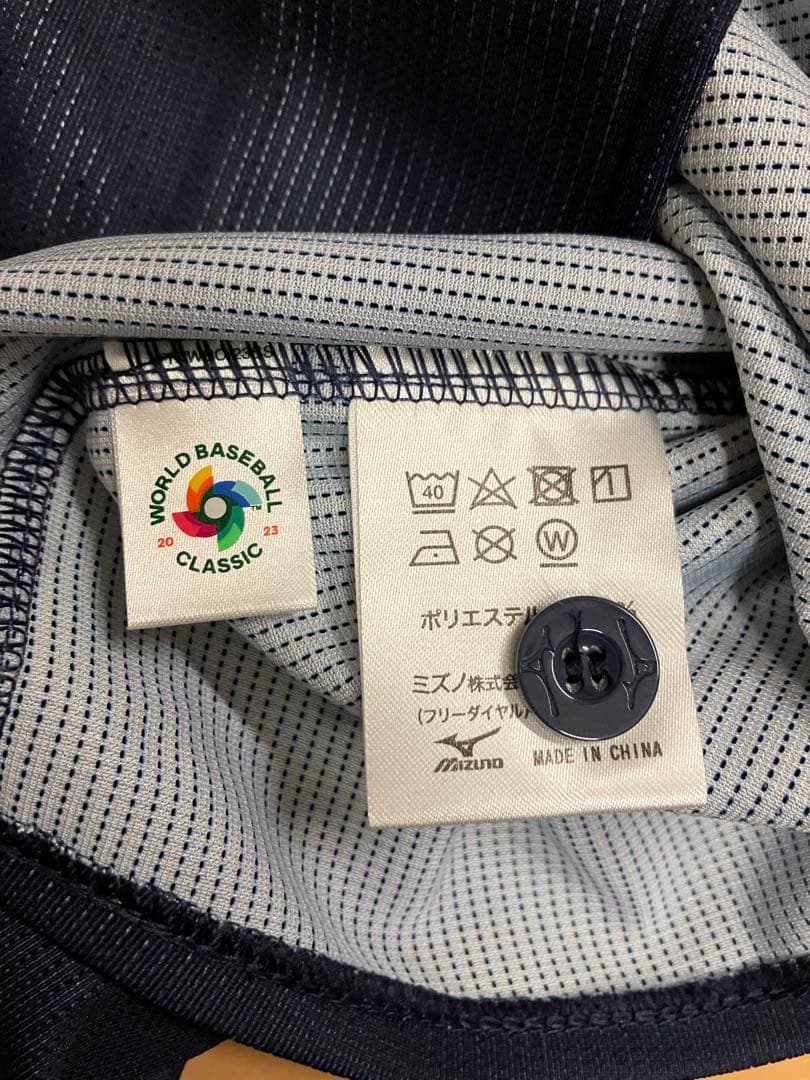 WORLD BASEBALL
20 23
CLASSIC
TM
40
W
ポリエステル %
ミズノ株式会
(フリーダイヤル
MIZUNO
MADE IN CHINA